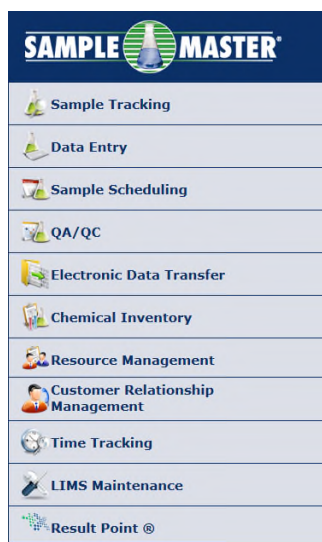 SAMPLE MASTER®
Sample Tracking
Data Entry
Sample Scheduling
QA/QC
Electronic Data Transfer
Chemical Inventory
Resource Management
Customer Relationship
Management
Time Tracking
LIMS Maintenance
Result Point ®